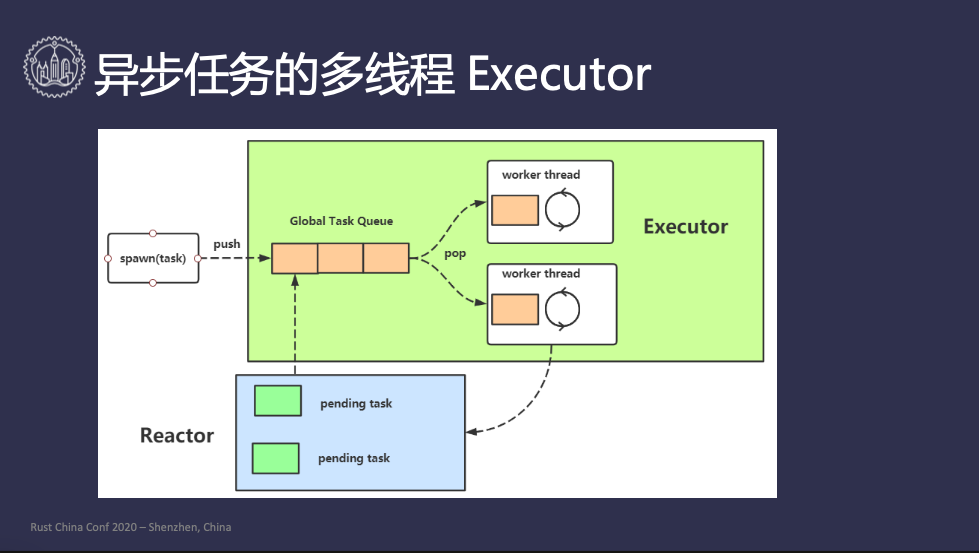 异步任务的多线程 Executor
worker thread
Global Task Queue
Executor
push
spawn(task)
pop
worker thread
pending task
Reactor
pending task
Rust China Conf 2020 – Shenzhen, China